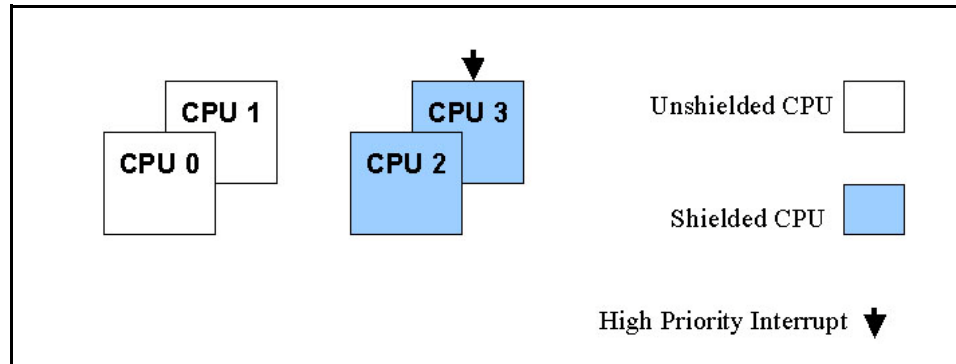 CPU 1
CPU 0
CPU 3
CPU 2
Unshielded CPU
Shielded CPU
High Priority Interrupt